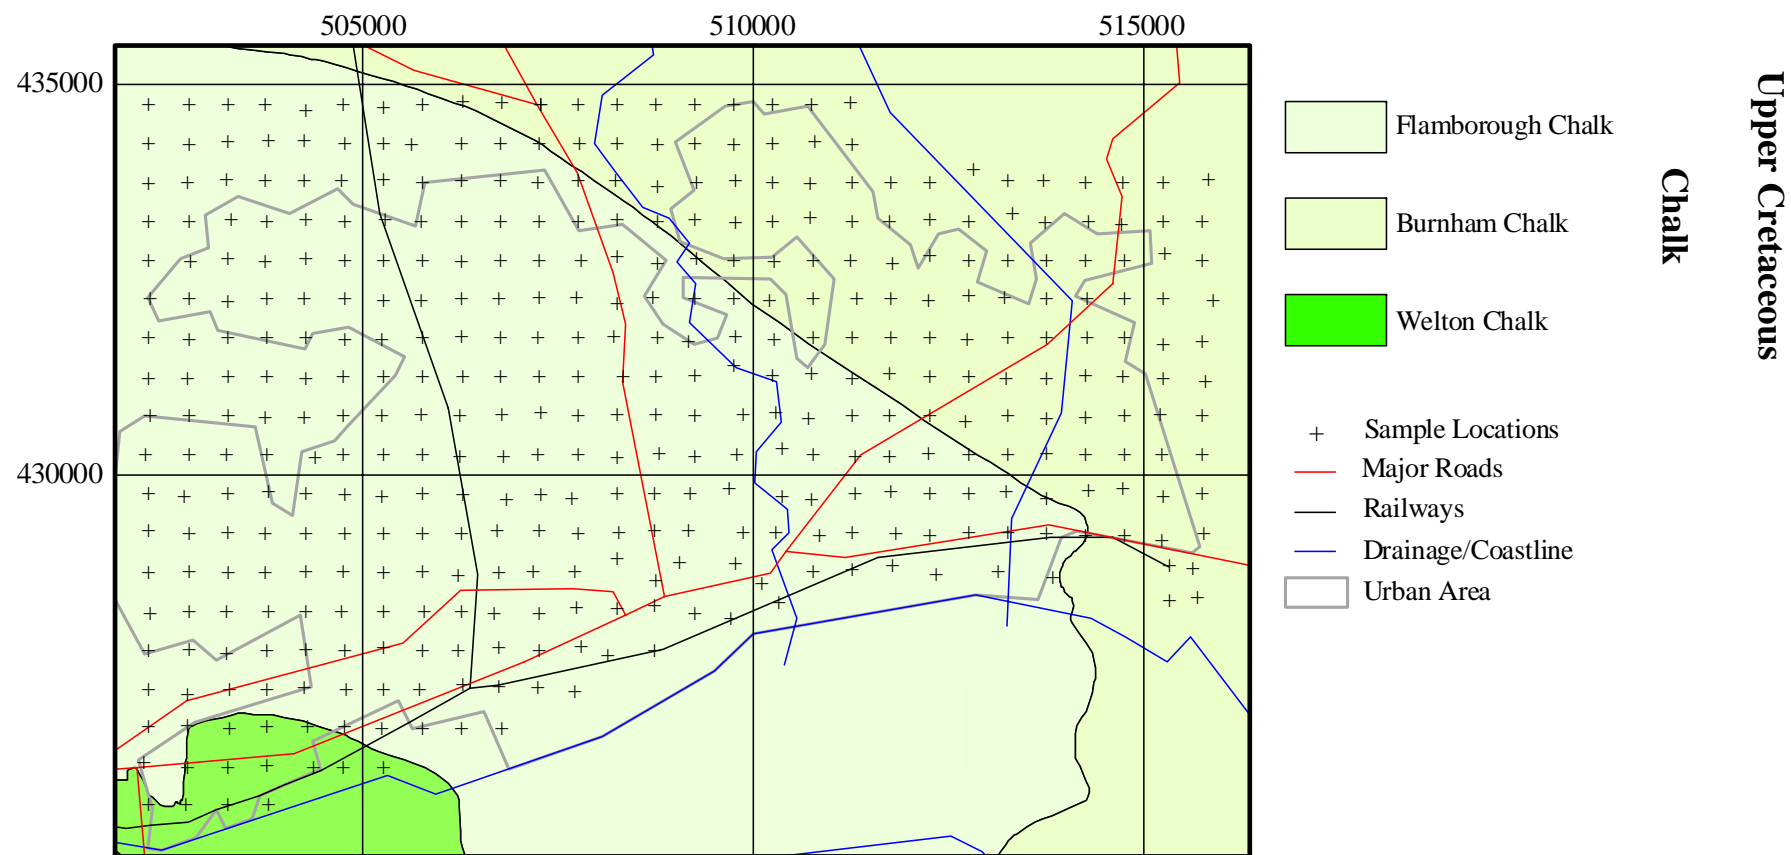 505000 510000 515000
435000
430000
Flamborough Chalk
Burnham Chalk
Welton Chalk
Sample Locations
Major Roads
Railways
Drainage/Coastline
Urban Area
Chalk
Upper Cretaceous